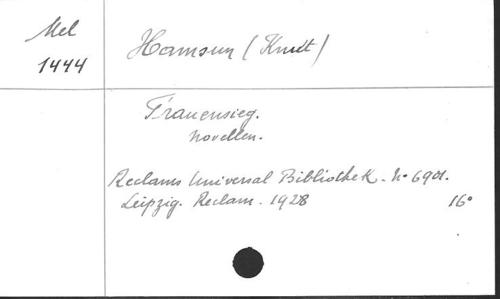 Mel
1444
Hamsun (Knut)
Frauensieg.
Novellen.
Reclams Universal Bibliothek. N° 6901.
Leipzig. Reclam. 1928 16°